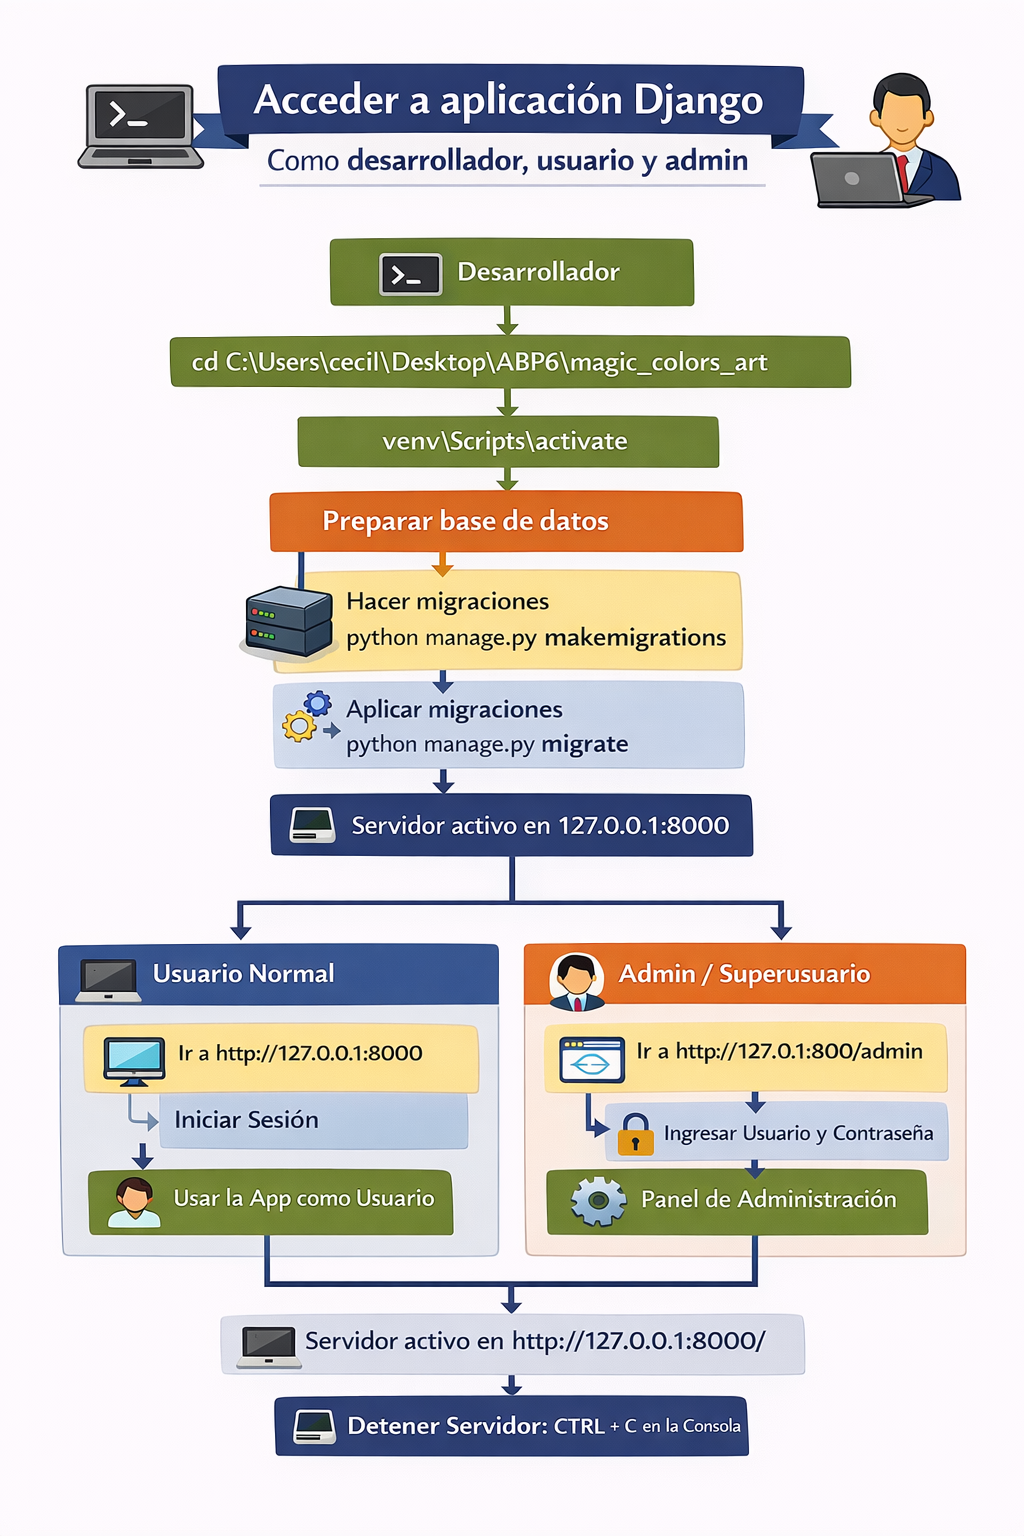 Acceder a aplicación Django
Como desarrollador, usuario y admin
>_
>_ Desarrollador
cd C:\Users\cecil\Desktop\ABP6\magic_colors_art
venv\Scripts\activate
Preparar base de datos
Hacer migraciones
python manage.py makemigrations
Aplicar migraciones
python manage.py migrate
Servidor activo en 127.0.0.1:8000
Usuario Normal
Ir a http://127.0.0.1:8000
Iniciar Sesión
Usar la App como Usuario
Admin / Superusuario
Ir a http://127.0.1:800/admin
Ingresar Usuario y Contraseña
Panel de Administración
Servidor activo en http://127.0.0.1:8000/
Detener Servidor: CTRL + C en la Consola